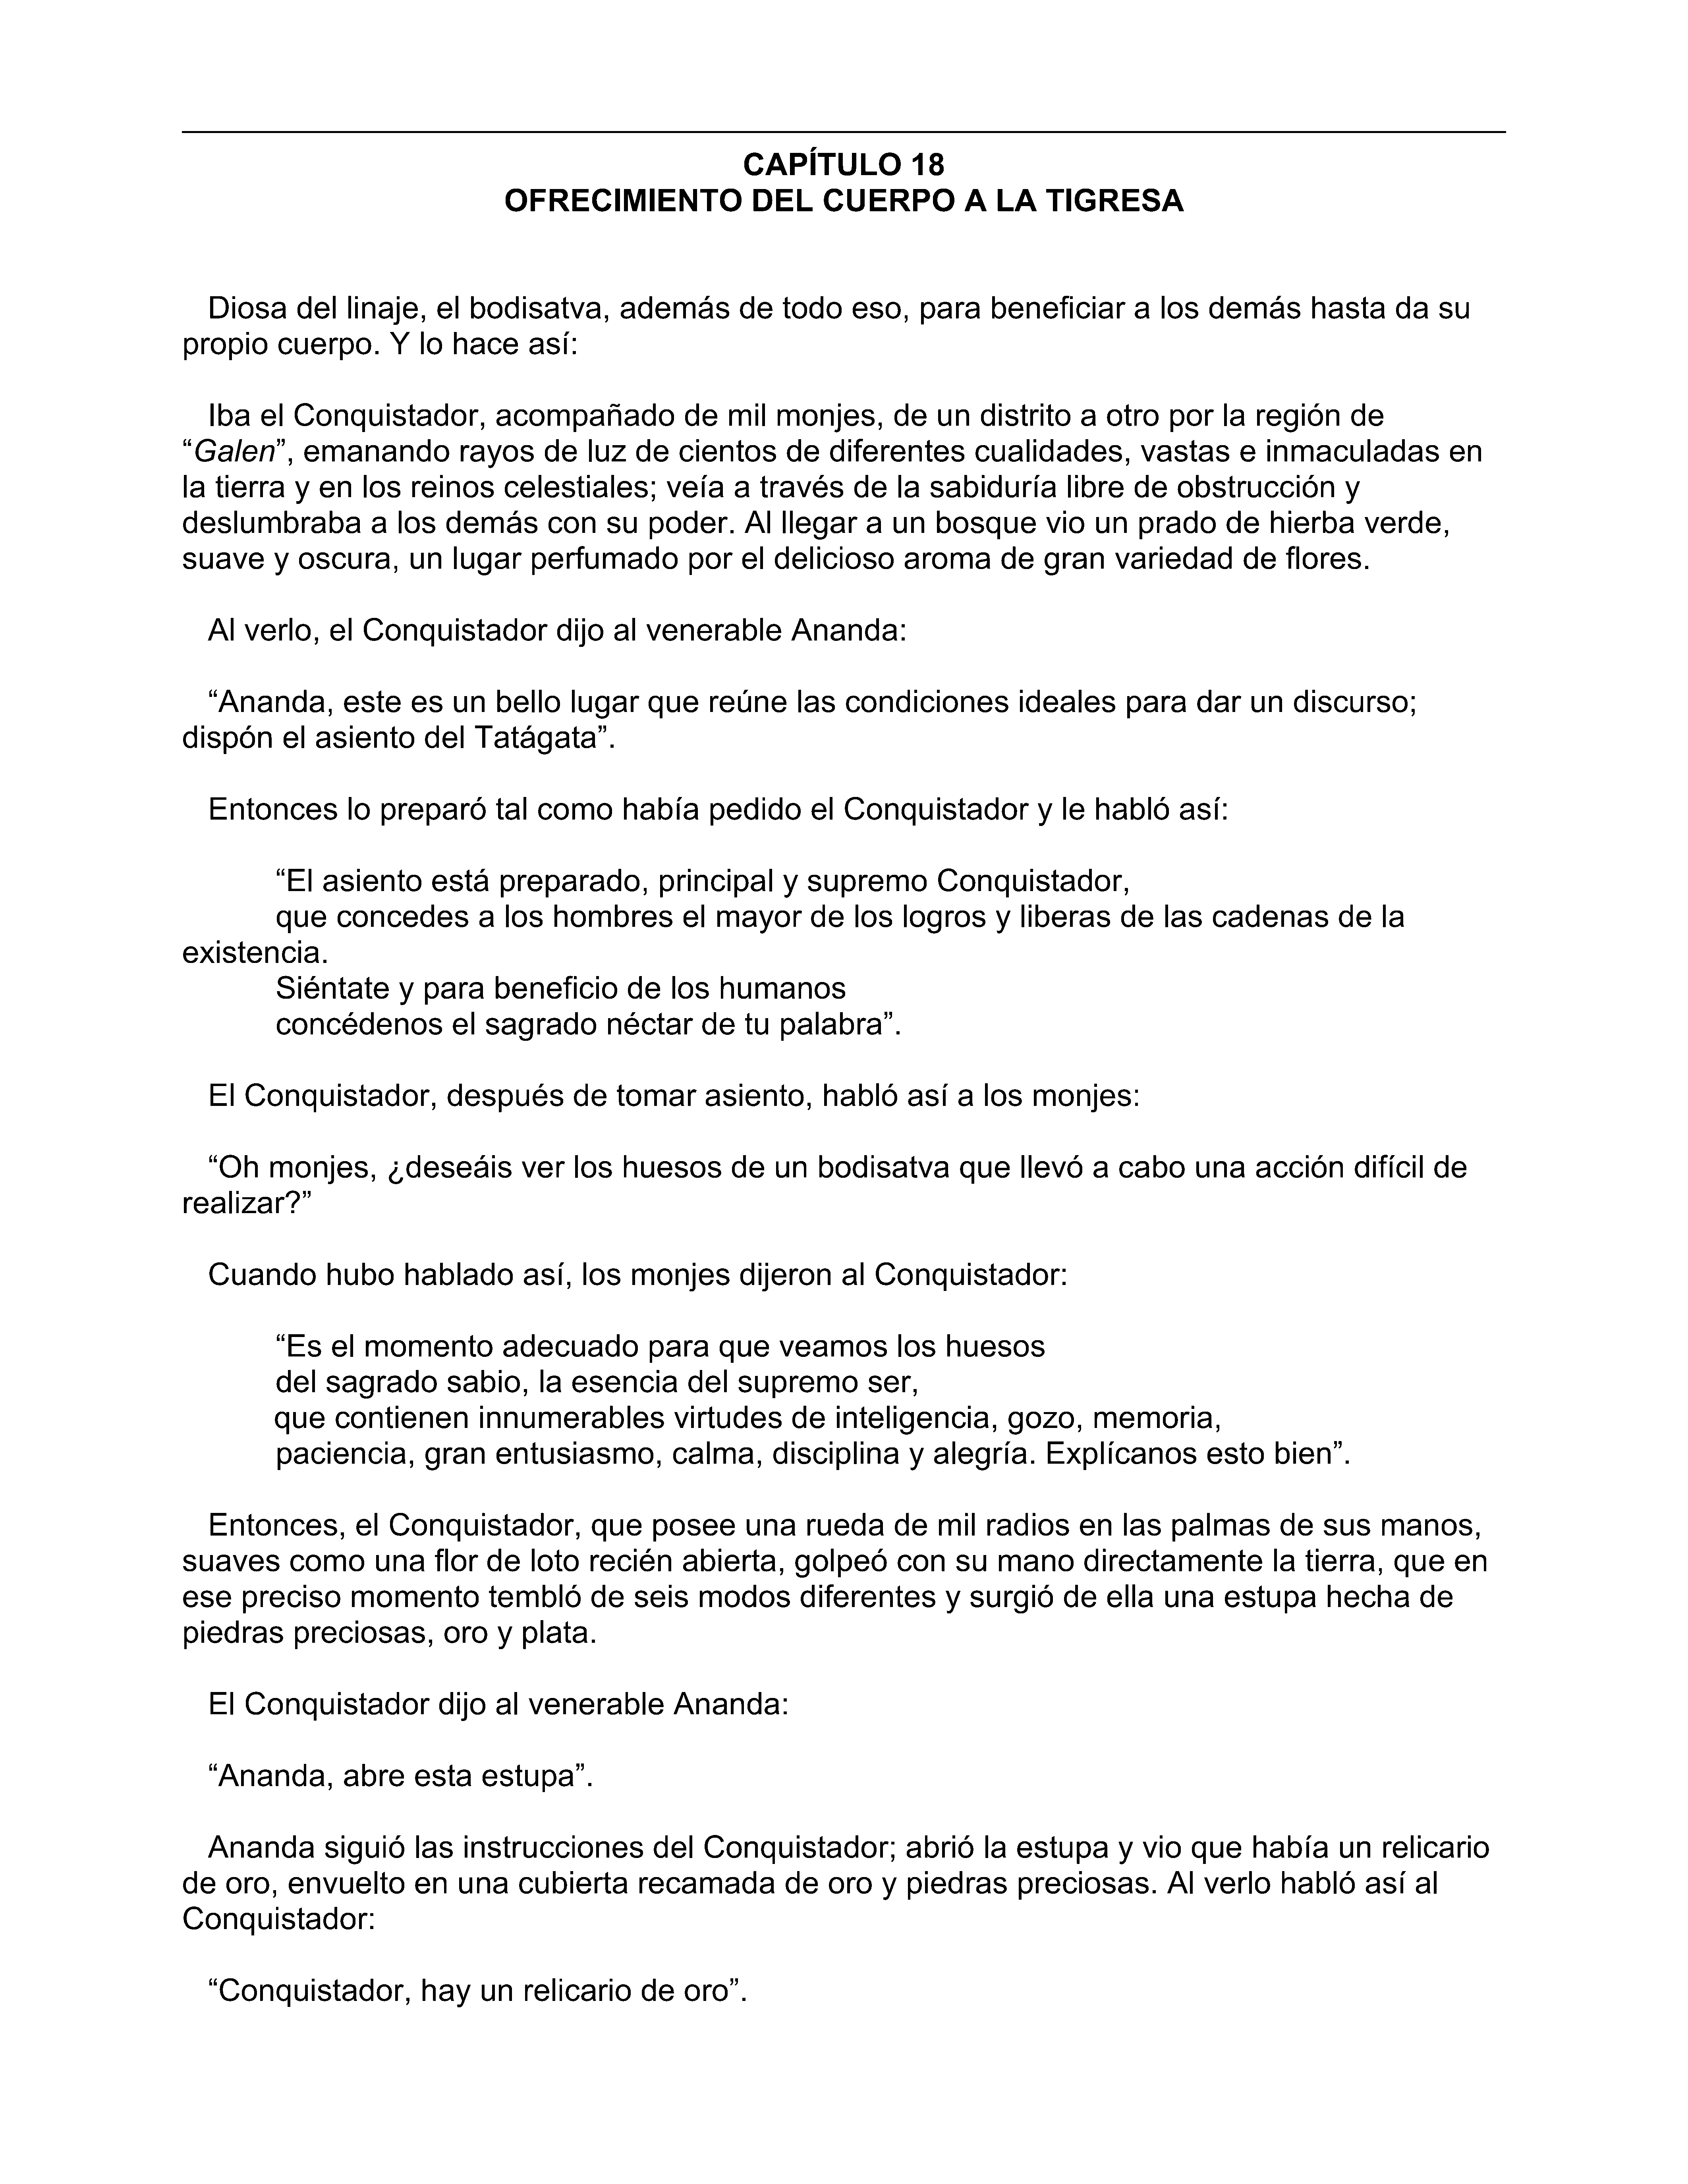 CAPÍTULO 18
OFRECIMIENTO DEL CUERPO A LA TIGRESA
Diosa del linaje, el bodisatva, además de todo eso, para beneficiar a los demás hasta da su
propio cuerpo. Y lo hace así:
Iba el Conquistador, acompañado de mil monjes, de un distrito a otro por la región de
“Galen”, emanando rayos de luz de cientos de diferentes cualidades, vastas e inmaculadas en
la tierra y en los reinos celestiales; veía a través de la sabiduría libre de obstrucción y
deslumbraba a los demás con su poder. Al llegar a un bosque vio un prado de hierba verde,
suave y oscura, un lugar perfumado por el delicioso aroma de gran variedad de flores.
Al verlo, el Conquistador dijo al venerable Ananda:
“Ananda, este es un bello lugar que reúne las condiciones ideales para dar un discurso;
dispón el asiento del Tatágata”.
Entonces lo preparó tal como había pedido el Conquistador y le habló así:
“El asiento está preparado, principal y supremo Conquistador,
que concedes a los hombres el mayor de los logros y liberas de las cadenas de la
existencia.
Siéntate y para beneficio de los humanos
concédenos el sagrado néctar de tu palabra”.
El Conquistador, después de tomar asiento, habló así a los monjes:
“Oh monjes, ¿deseáis ver los huesos de un bodisatva que llevó a cabo una acción difícil de
realizar?”
Cuando hubo hablado así, los monjes dijeron al Conquistador:
“Es el momento adecuado para que veamos los huesos
del sagrado sabio, la esencia del supremo ser,
que contienen innumerables virtudes de inteligencia, gozo, memoria,
paciencia, gran entusiasmo, calma, disciplina y alegría. Explícanos esto bien”.
Entonces, el Conquistador, que posee una rueda de mil radios en las palmas de sus manos,
suaves como una flor de loto recién abierta, golpeó con su mano directamente la tierra, que en
ese preciso momento tembló de seis modos diferentes y surgió de ella una estupa hecha de
piedras preciosas, oro y plata.
El Conquistador dijo al venerable Ananda:
“Ananda, abre esta estupa”.
Ananda siguió las instrucciones del Conquistador; abrió la estupa y vio que había un relicario
de oro, envuelto en una cubierta recamada de oro y piedras preciosas. Al verlo habló así al
Conquistador:
“Conquistador, hay un relicario de oro”.